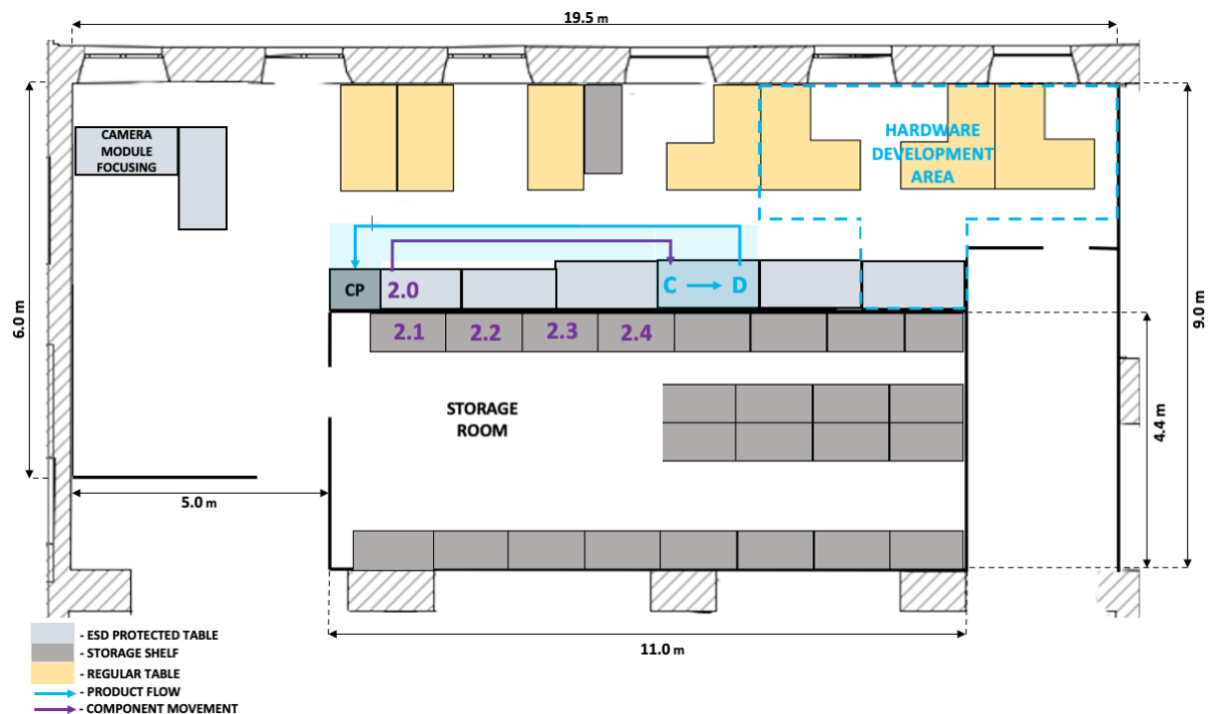 19.5 m
CAMERA
MODULE
FOCUSING
HARDWARE
DEVELOPMENT
AREA
6.0 m
9.0 m
CP
2.0
C
D
2.1
2.2
2.3
2.4
STORAGE
ROOM
4.4 m
5.0 m
11.0 m
- ESD PROTECTED TABLE
- STORAGE SHELF
- REGULAR TABLE
- PRODUCT FLOW
- COMPONENT MOVEMENT